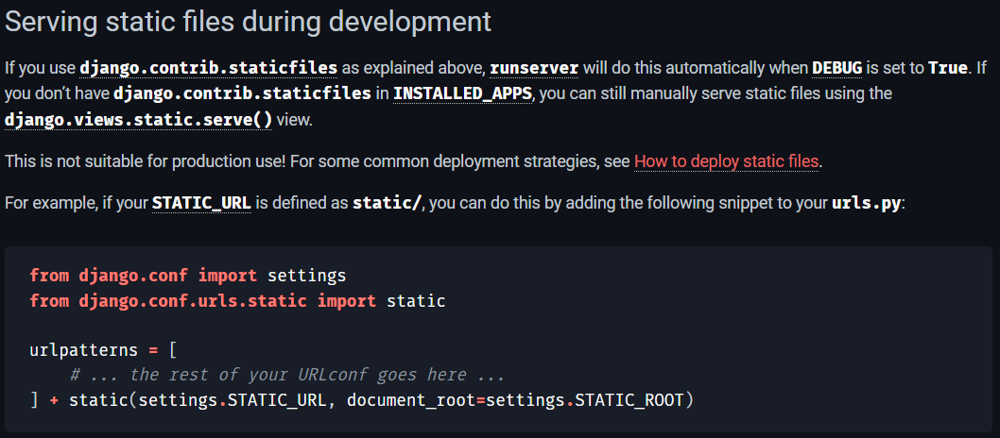 Serving static files during development
If you use django.contrib.staticfiles as explained above, runserver will do this automatically when DEBUG is set to True. If
you don’t have django.contrib.staticfiles in INSTALLED_APPS, you can still manually serve static files using the
django.views.static.serve() view.
This is not suitable for production use! For some common deployment strategies, see How to deploy static files.
For example, if your STATIC_URL is defined as static/, you can do this by adding the following snippet to your urls.py:
from django.conf import settings
from django.conf.urls.static import static
urlpatterns = [
    # ... the rest of your URLconf goes here ...
] + static(settings.STATIC_URL, document_root=settings.STATIC_ROOT)